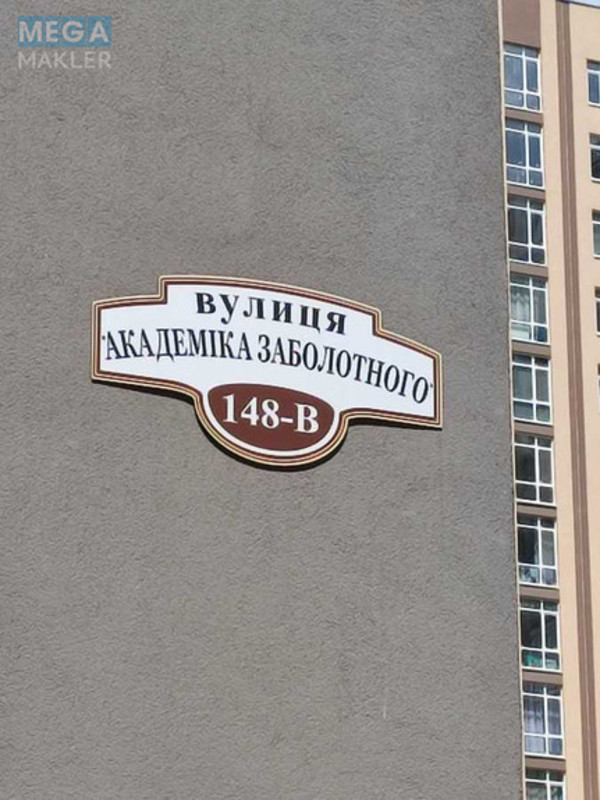 MEGA
MAKLER
ВУЛИЦЯ
"АКАДЕМІКА ЗАБОЛОТНОГО"
148-В